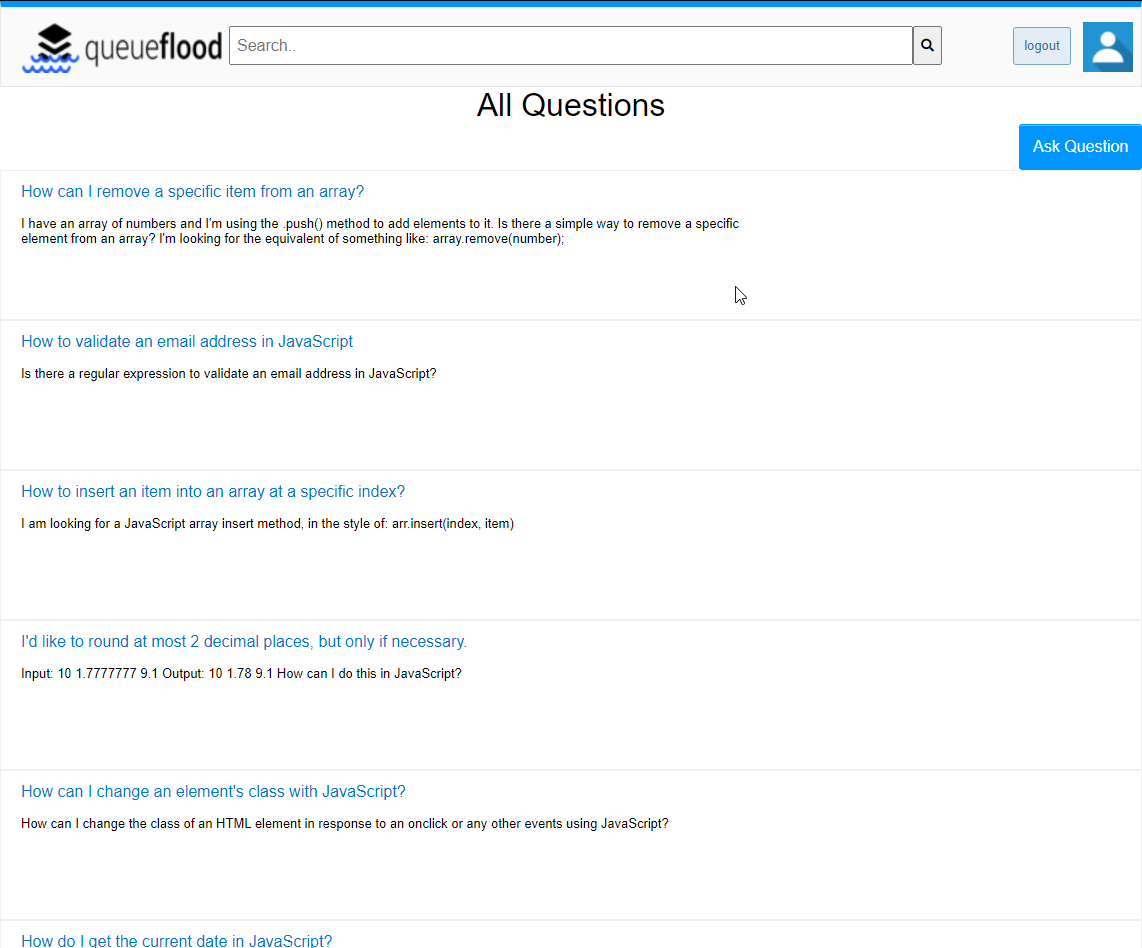 queueflood
Search..
logout
All Questions
Ask Question
How can I remove a specific item from an array?
I have an array of numbers and I'm using the .push() method to add elements to it. Is there a simple way to remove a specific
element from an array? I'm looking for the equivalent of something like: array.remove(number);
How to validate an email address in JavaScript
Is there a regular expression to validate an email address in JavaScript?
How to insert an item into an array at a specific index?
I am looking for a JavaScript array insert method, in the style of: arr.insert(index, item)
I'd like to round at most 2 decimal places, but only if necessary.
Input: 10 1.7777777 9.1 Output: 10 1.78 9.1 How can I do this in JavaScript?
How can I change an element's class with JavaScript?
How can I change the class of an HTML element in response to an onclick or any other events using JavaScript?
How do I get the current date in JavaScript?